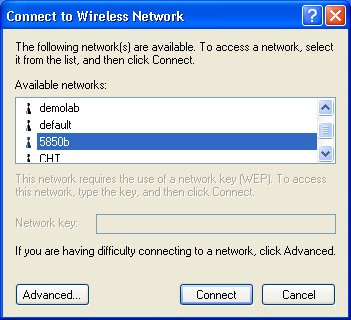 Connect to Wireless Network
The following network(s) are available. To access a network, select
it from the list, and then click Connect.
Available networks:
demolab
default
5850b
CHT
This network requires the use of a network key (WEP). To access
this network, type the key, and then click Connect.
Network key:
If you are having difficulty connecting to a network, click Advanced.
Advanced...
Connect
Cancel